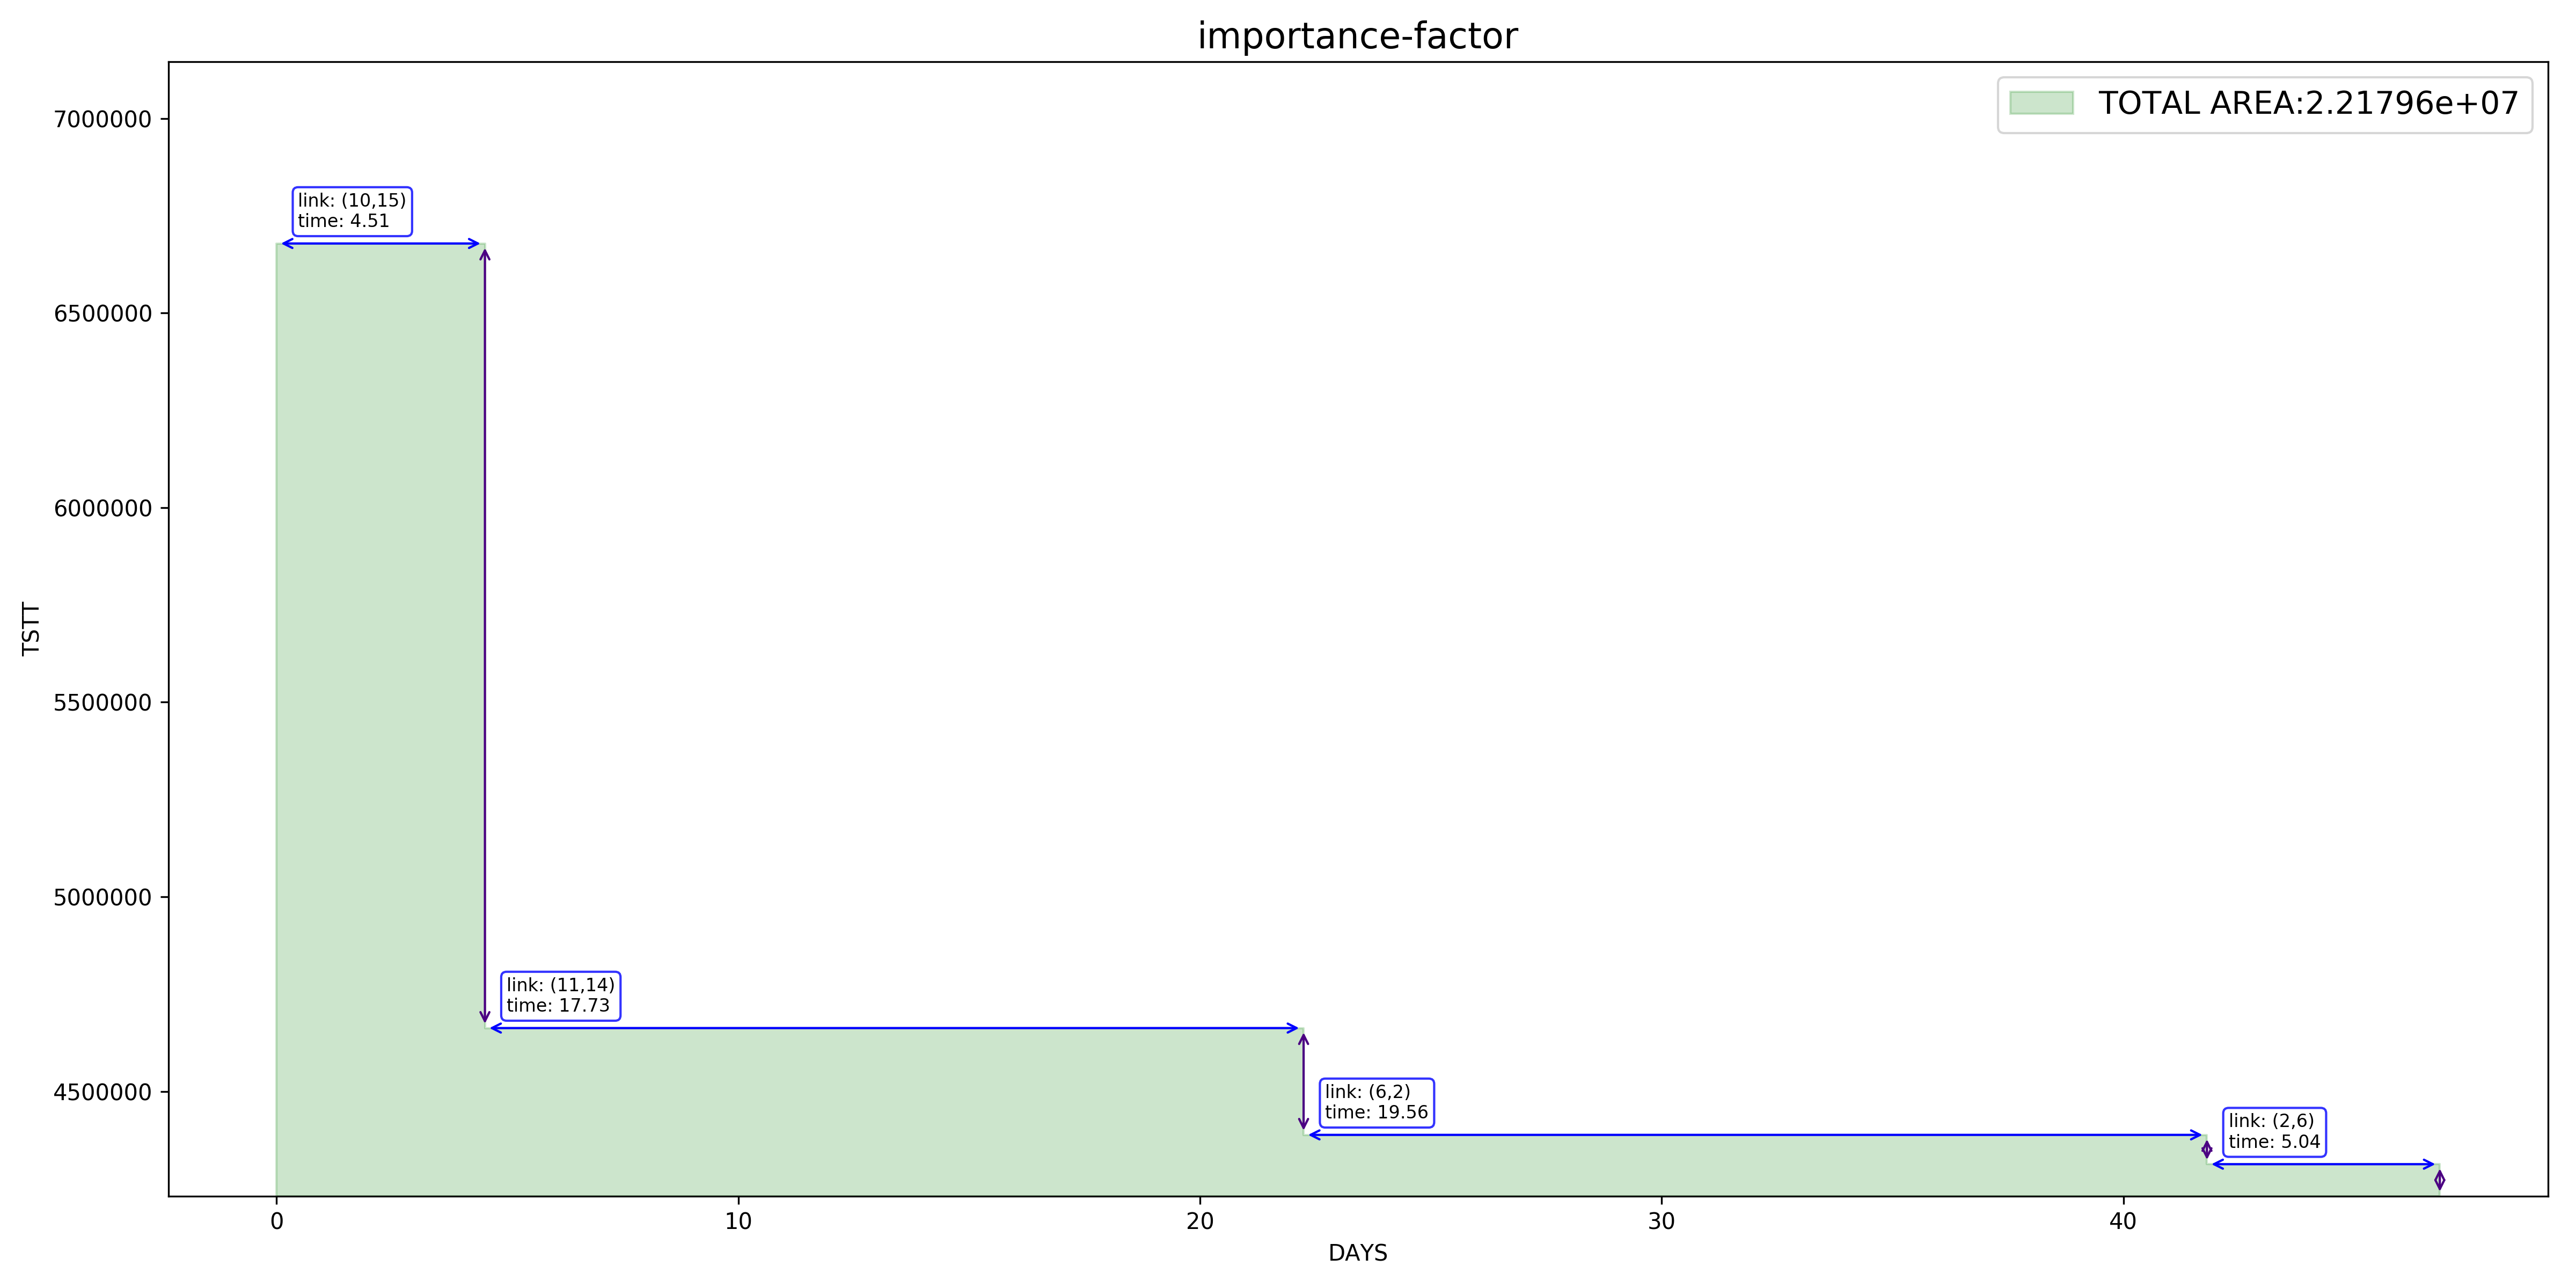 importance-factor
TOTAL AREA:2.21796e+07
7000000
6500000
6000000
5500000
5000000
4500000
TSTT
link: (10,15)
time: 4.51
link: (11,14)
time: 17.73
link: (6,2)
time: 19.56
link: (2,6)
time: 5.04
0
10
20
30
40
DAYS